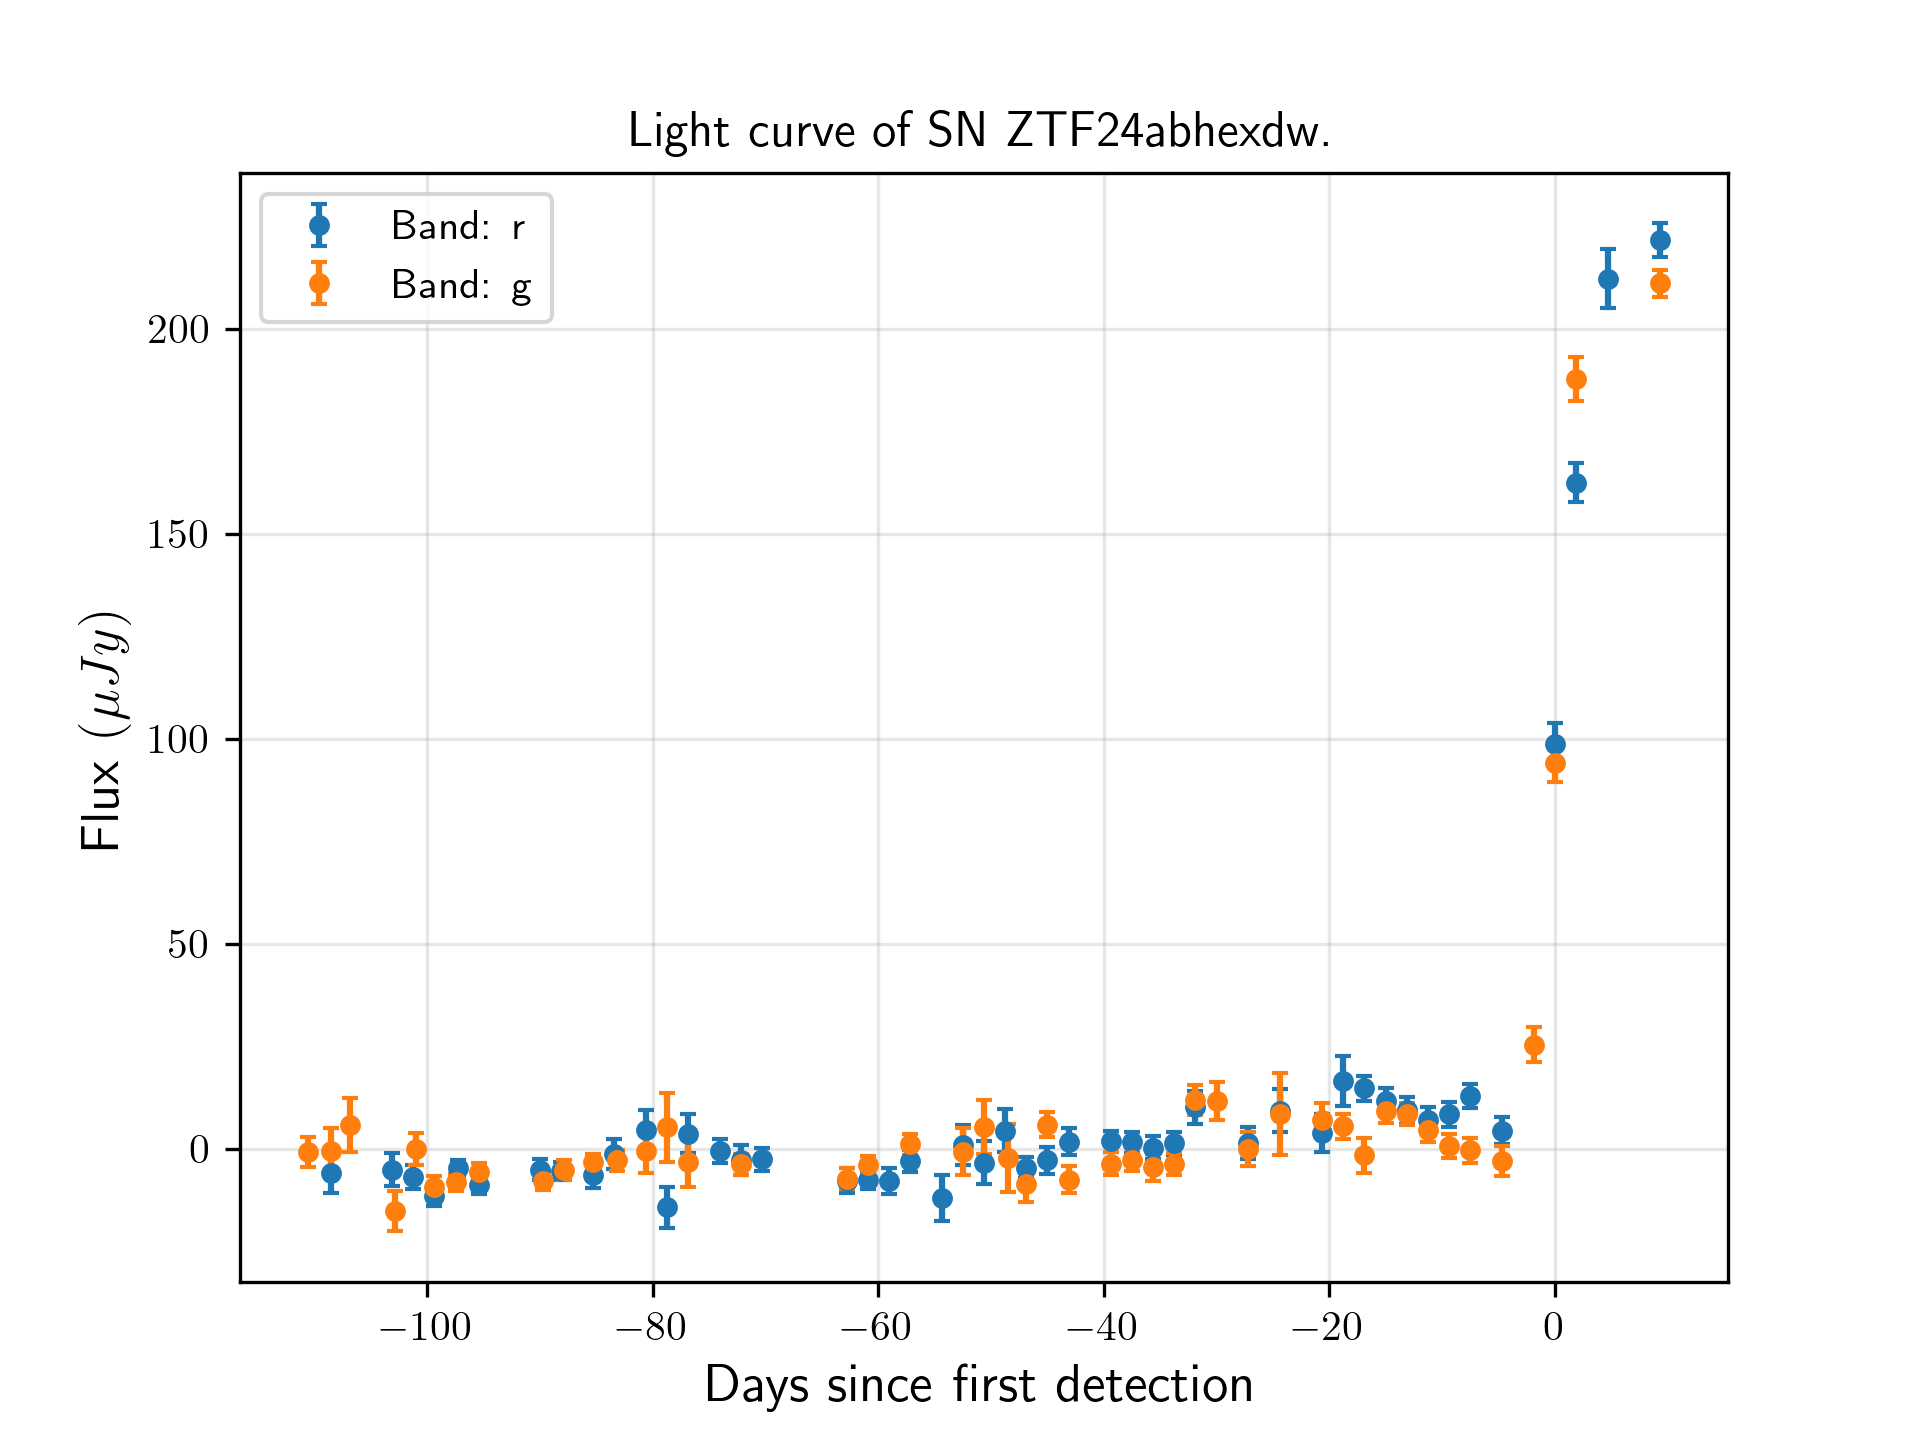 Light curve of SN ZTF24abhexdw.
Band: r
Band: g
200
150
100
50
0
Flux (μJy)
−100 −80 −60 −40 −20 0
Days since first detection